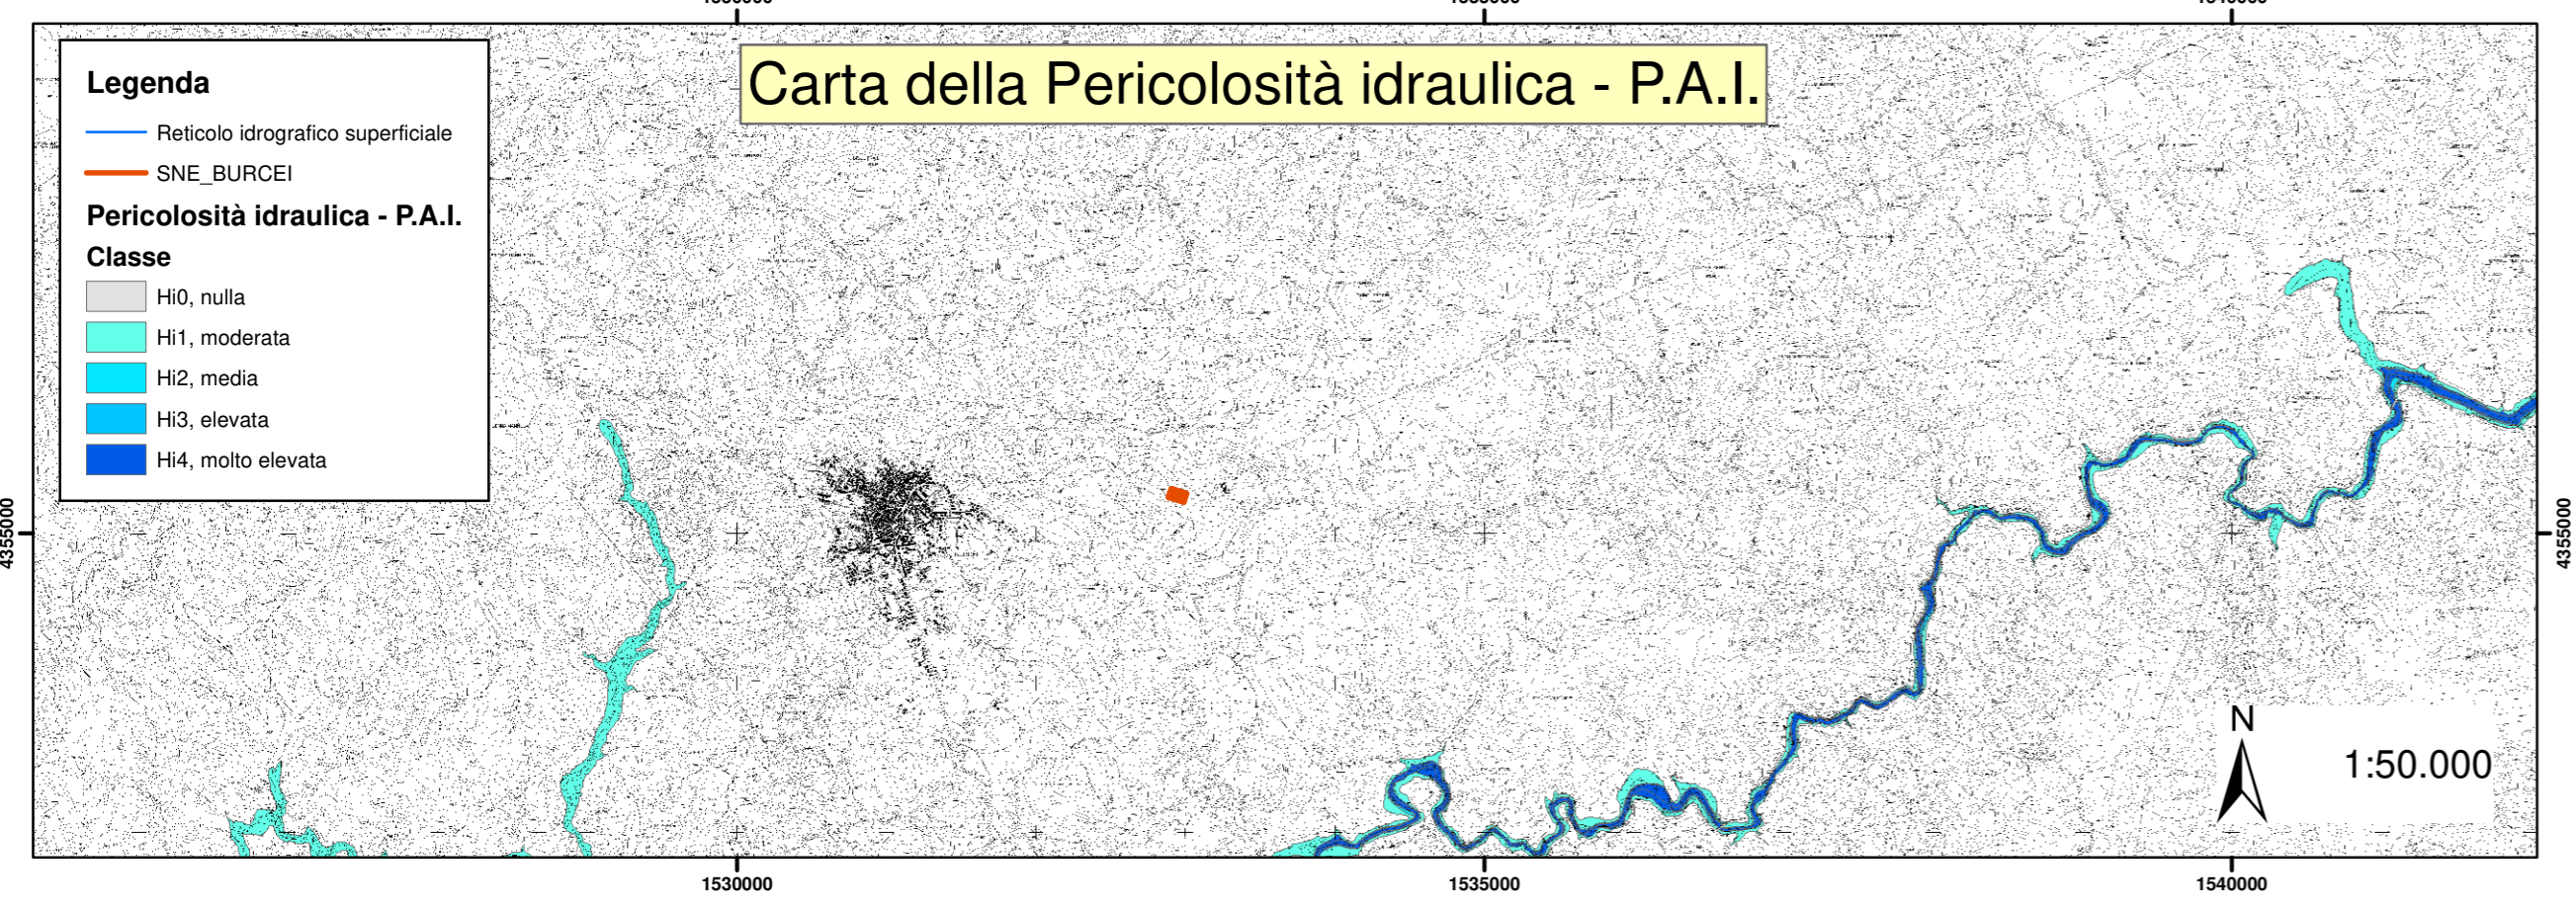 Carta della Pericolosità idraulica - P.A.I.
Legenda
Reticolo idrografico superficiale
SNE_BURCEI
Pericolosità idraulica - P.A.I.
Classe
Hi0, nulla
Hi1, moderata
Hi2, media
Hi3, elevata
Hi4, molto elevata
4355000
4355000
N
1:50.000
1530000
1535000
1540000